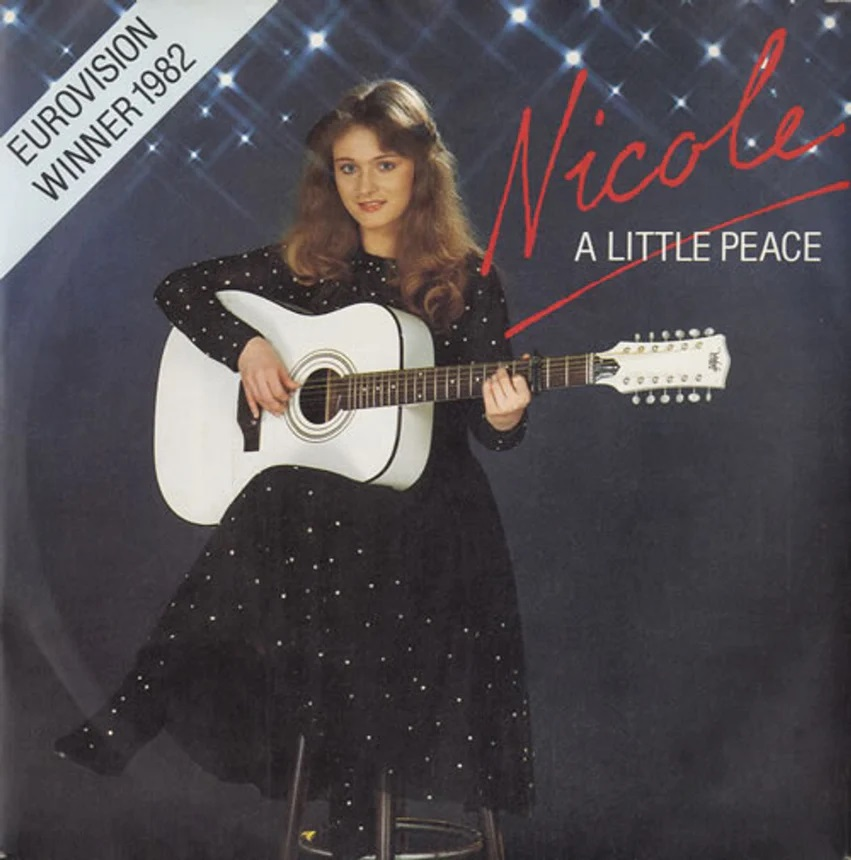 EUROVISION
WINNER 1982
Nicole
A LITTLE PEACE